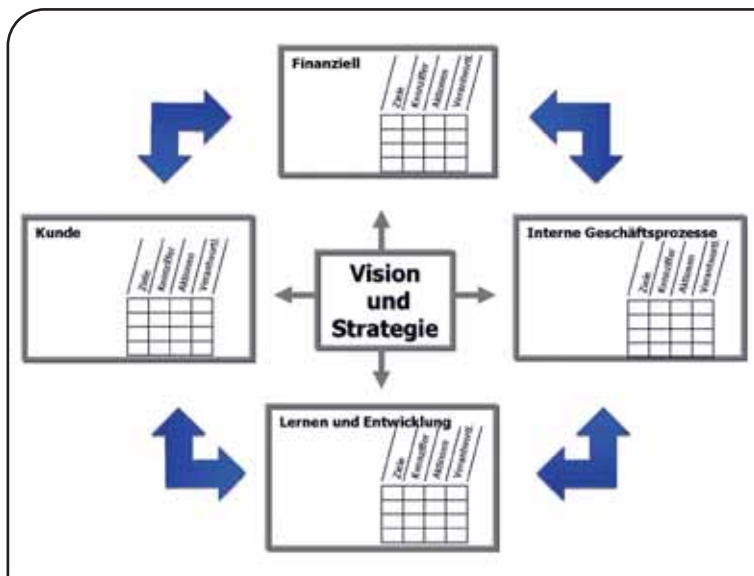 Finanziell
Ziele
Kennziffer
Aktionen
Verantwortl.
Kunde
Ziele
Kennziffer
Aktionen
Verantwortl.
Vision
und
Strategie
Interne Geschäftsprozesse
Ziele
Kennziffer
Aktionen
Verantwortl.
Lernen und Entwicklung
Ziele
Kennziffer
Aktionen
Verantwortl.